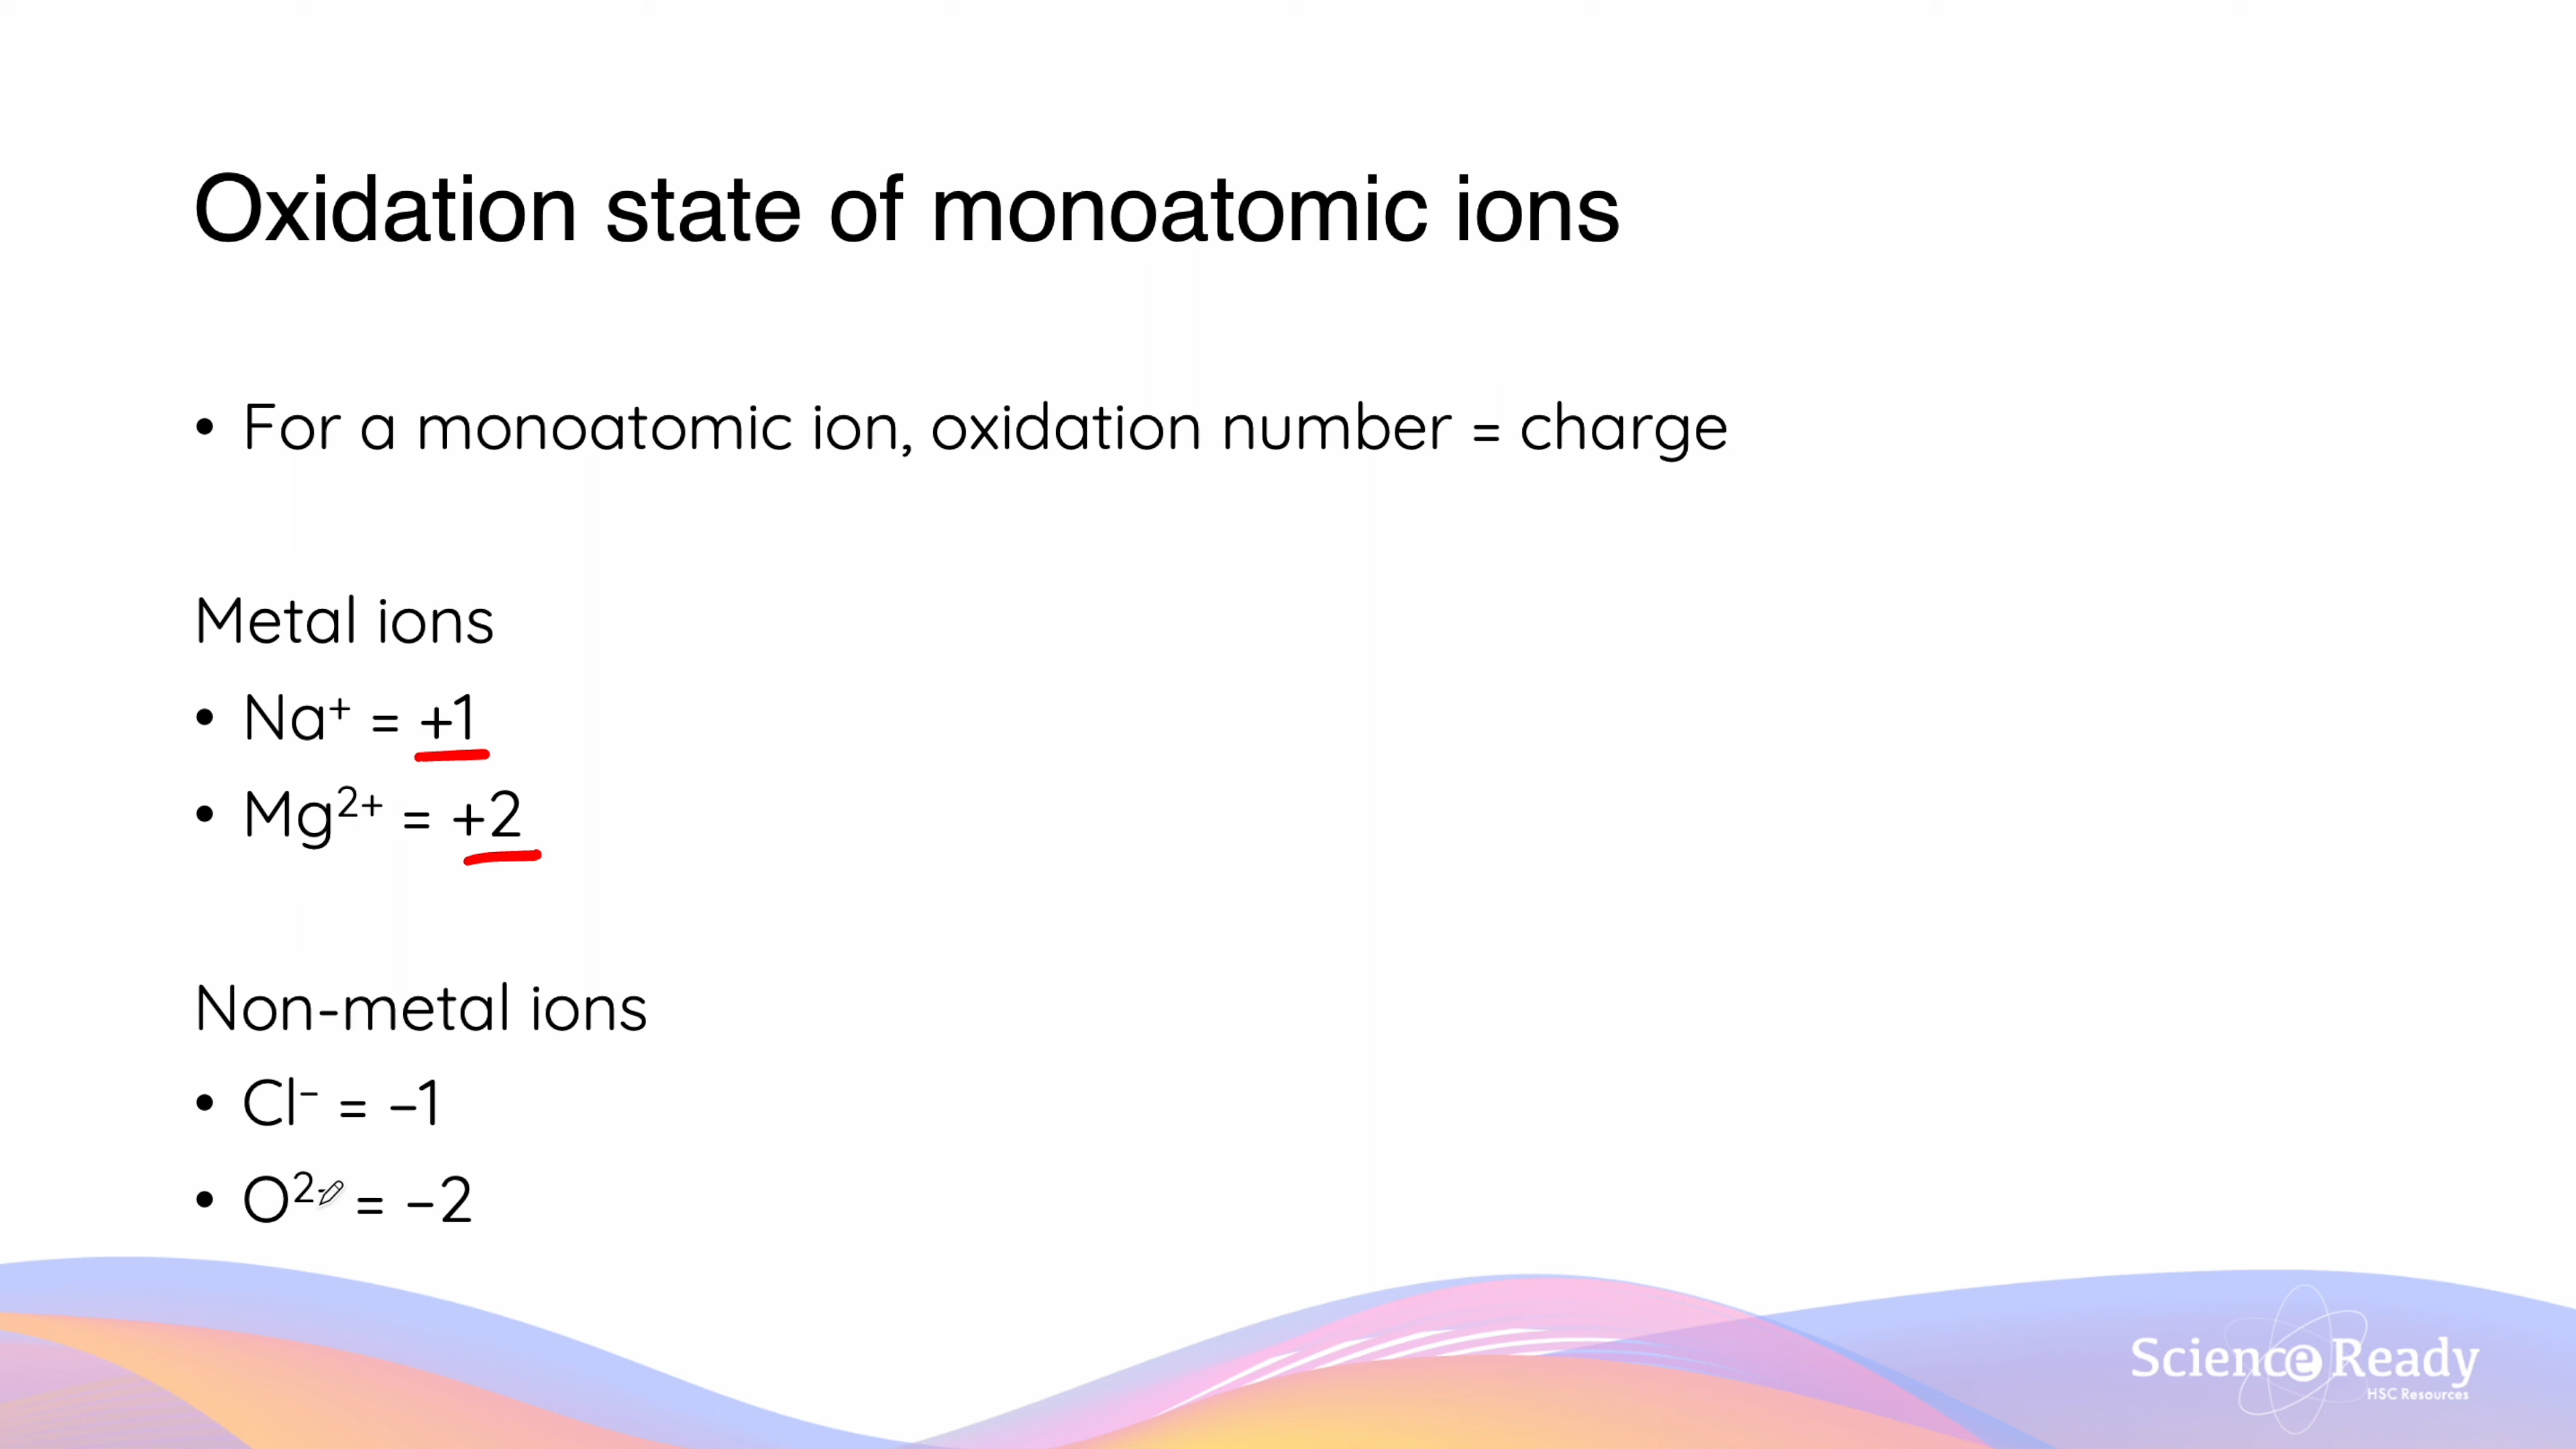 Oxidation state of monoatomic ions
• For a monoatomic ion, oxidation number = charge
Metal ions
• Na⁺ = +1
• Mg²⁺ = +2
Non-metal ions
• Cl⁻ = –1
• O²⁻ = –2
Science Ready
HSC Resources